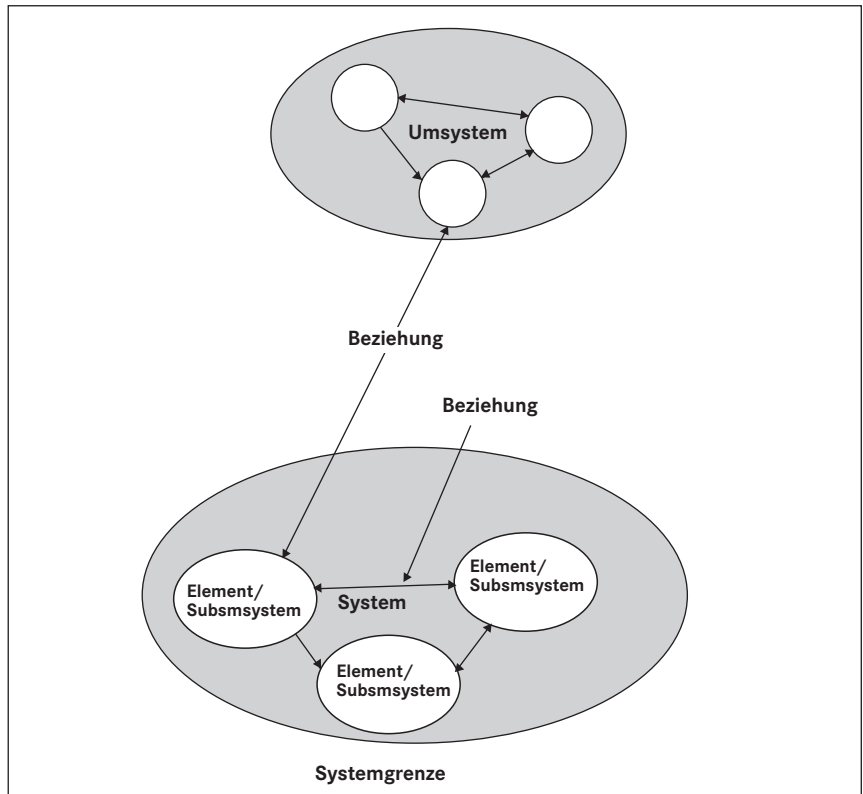 Umsystem
Beziehung
Beziehung
Element/
Subsmsystem
System
Element/
Subsmsystem
Element/
Subsmsystem
Systemgrenze